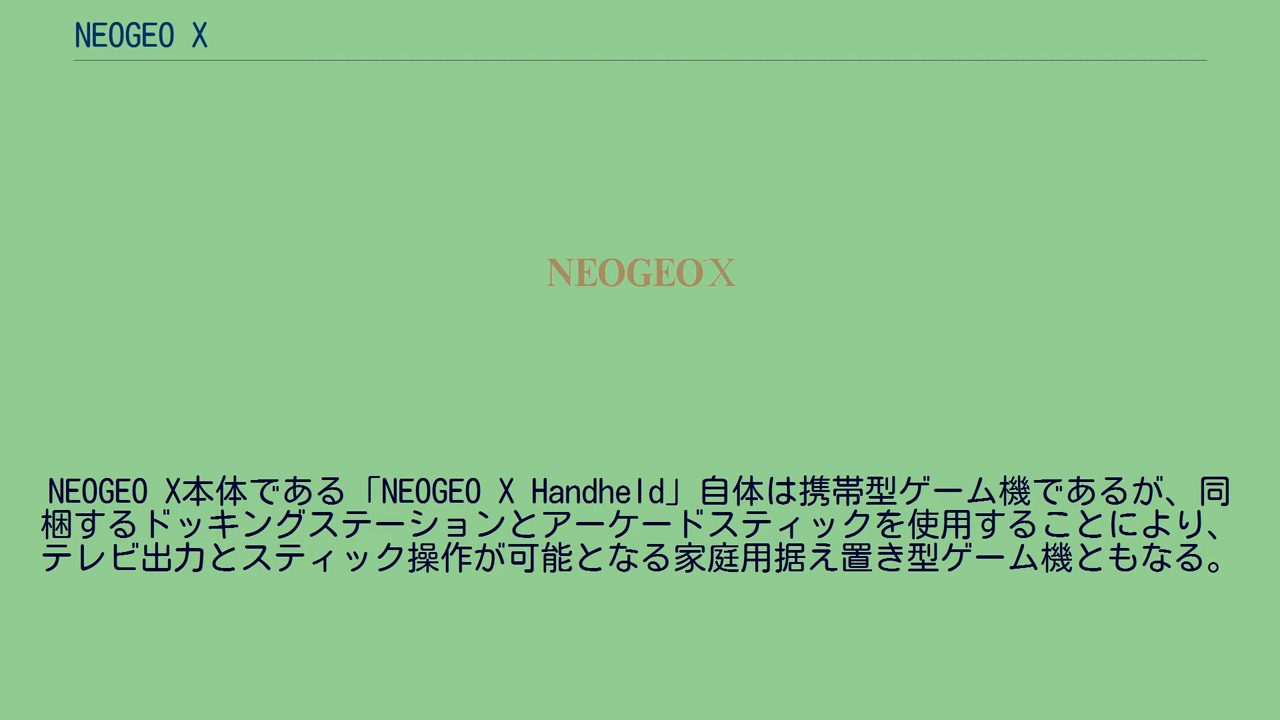 NEOGEO X
NEOGEO X
NEOGEO X本体である「NEOGEO X Handheld」自体は携帯型ゲーム機であるが、同
梱するドッキングステーションとアーケードスティックを使用することにより、
テレビ出力とスティック操作が可能となる家庭用据え置き型ゲーム機ともなる。